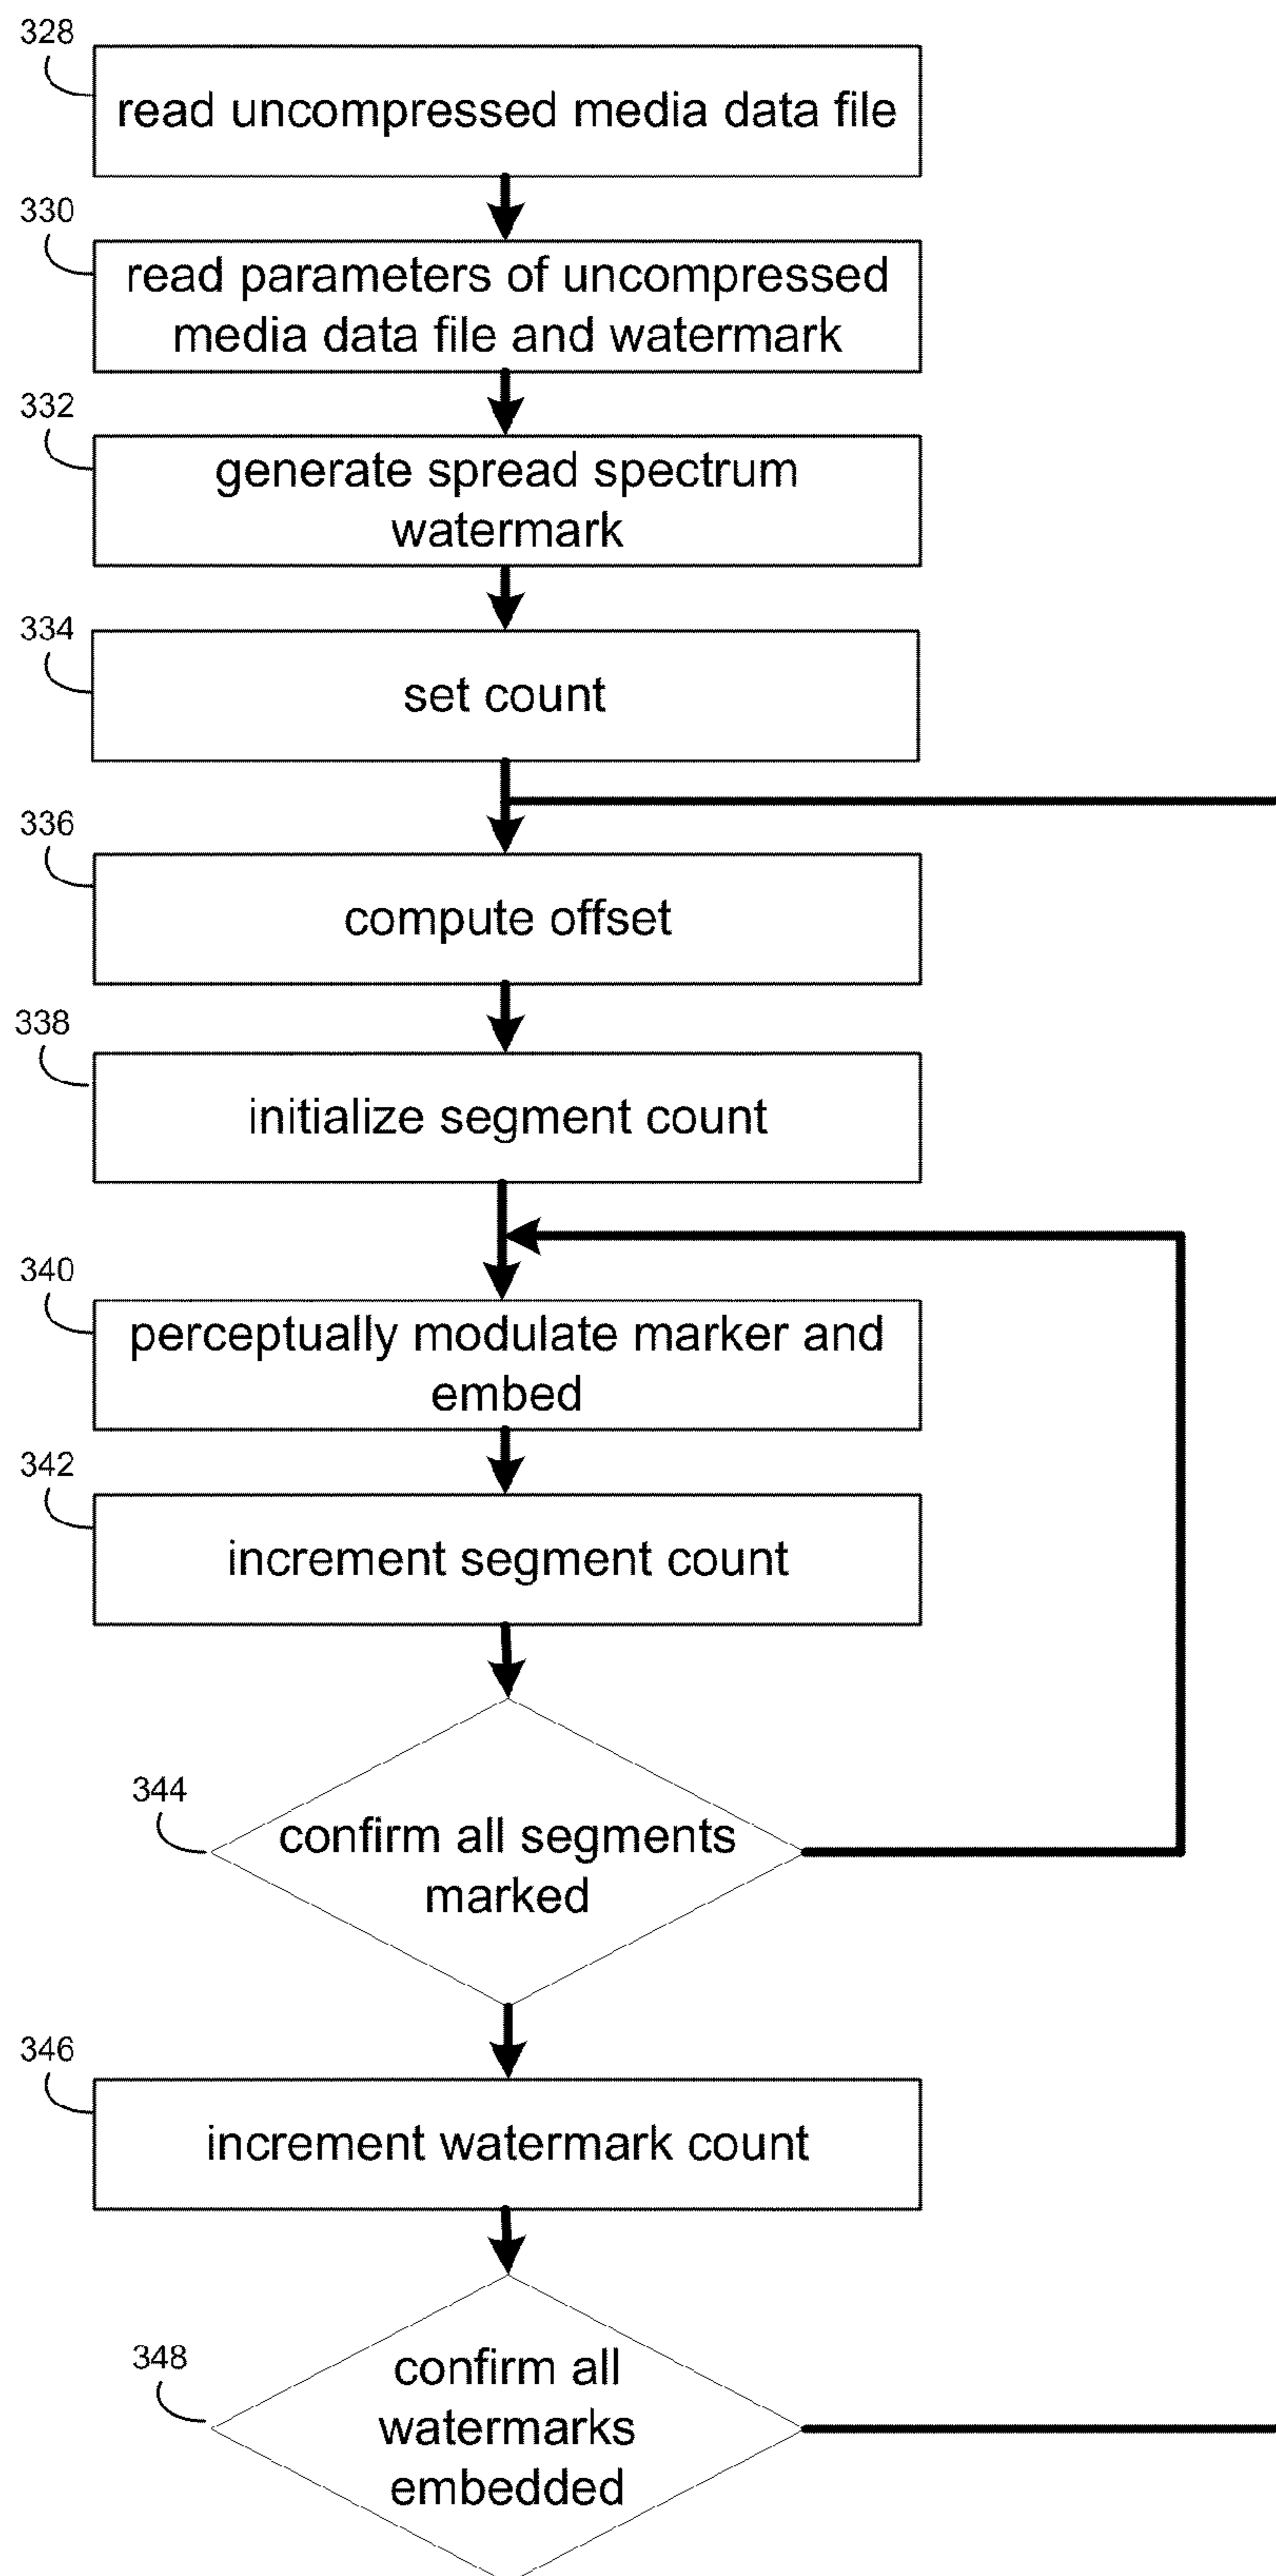 328
read uncompressed media data file
330
read parameters of uncompressed
media data file and watermark
332
generate spread spectrum
watermark
334
set count
336
compute offset
338
initialize segment count
340
perceptually modulate marker and
embed
342
increment segment count
344
confirm all segments
marked
346
increment watermark count
348
confirm all
watermarks
embedded